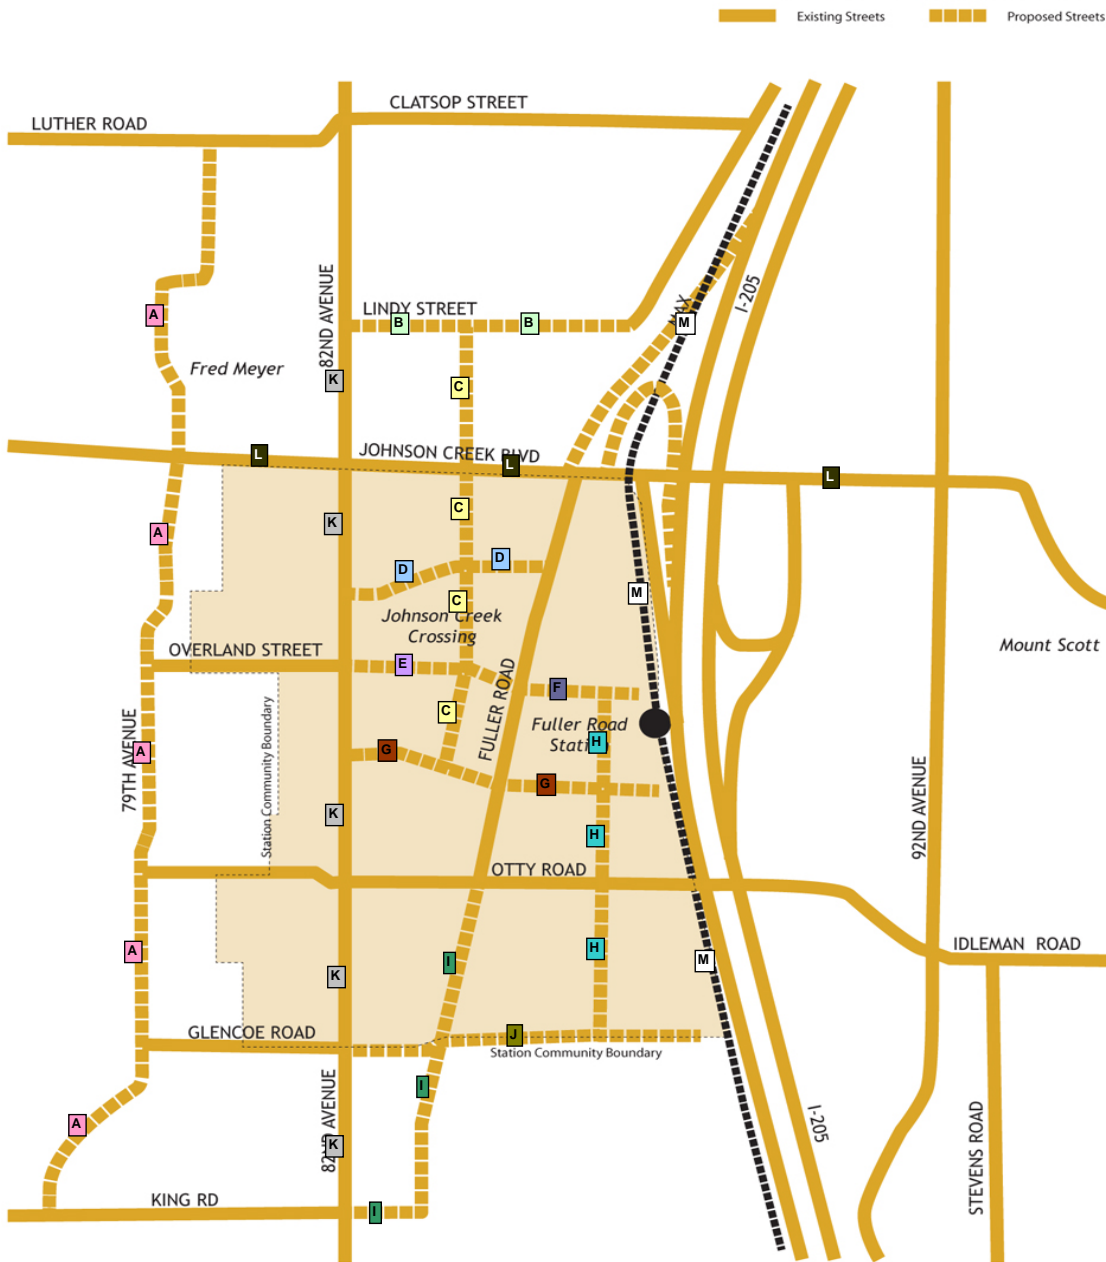 Existing Streets
Proposed Streets
CLATSOP STREET
LUTHER ROAD
82ND AVENUE
I-205
LINDY STREET
MAX
A
B
B
M
Fred Meyer
K
C
JOHNSON CREEK BLVD
L
L
L
K
C
A
D
D
M
C
Johnson Creek
Crossing
Mount Scott
OVERLAND STREET
E
F
FULLER ROAD
C
Fuller Road
Station
H
79TH AVENUE
A
Station Community Boundary
G
G
K
H
92ND AVENUE
OTTY ROAD
A
I
H
M
IDLEMAN ROAD
K
GLENCOE ROAD
J
Station Community Boundary
I
A
82ND AVENUE
K
I-205
STEVENS ROAD
KING RD
I